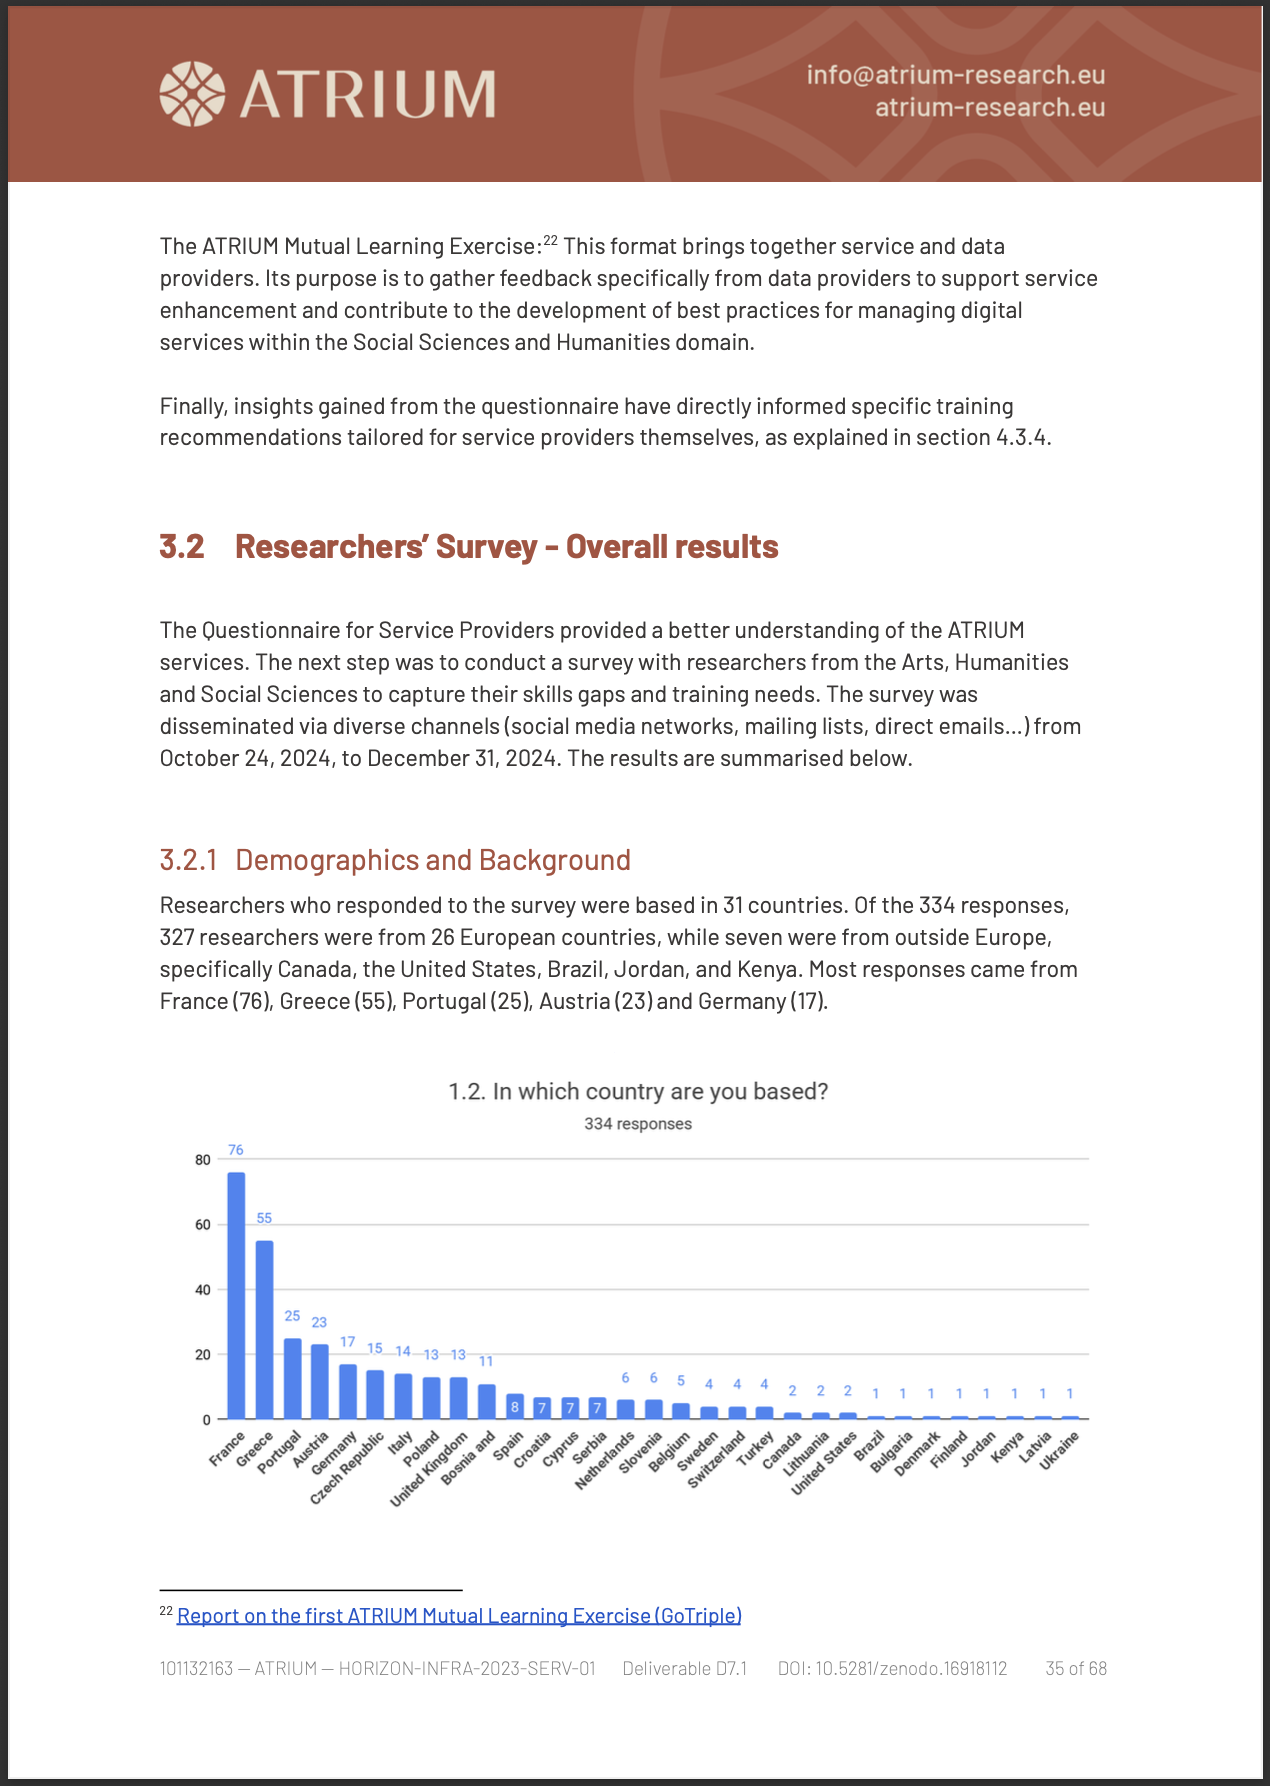 ATRIUM
info@atrium-research.eu
atrium-research.eu
The ATRIUM Mutual Learning Exercise:22 This format brings together service and data
providers. Its purpose is to gather feedback specifically from data providers to support service
enhancement and contribute to the development of best practices for managing digital
services within the Social Sciences and Humanities domain.
Finally, insights gained from the questionnaire have directly informed specific training
recommendations tailored for service providers themselves, as explained in section 4.3.4.
3.2 Researchers’ Survey - Overall results
The Questionnaire for Service Providers provided a better understanding of the ATRIUM
services. The next step was to conduct a survey with researchers from the Arts, Humanities
and Social Sciences to capture their skills gaps and training needs. The survey was
disseminated via diverse channels (social media networks, mailing lists, direct emails...) from
October 24, 2024, to December 31, 2024. The results are summarised below.
3.2.1 Demographics and Background
Researchers who responded to the survey were based in 31 countries. Of the 334 responses,
327 researchers were from 26 European countries, while seven were from outside Europe,
specifically Canada, the United States, Brazil, Jordan, and Kenya. Most responses came from
France (76), Greece (55), Portugal (25), Austria (23) and Germany (17).
1.2. In which country are you based?
334 responses
80
60
40
20
0
76
55
25
23
17
15
14
13
13
11
8
7
7
7
6
6
5
4
4
4
2
2
2
1
1
1
1
1
1
1
1
France
Greece
Portugal
Austria
Germany
Czech Republic
Italy
Poland
United Kingdom
Bosnia and
Spain
Croatia
Cyprus
Serbia
Netherlands
Slovenia
Belgium
Sweden
Switzerland
Turkey
Canada
Lithuania
United States
Brazil
Bulgaria
Denmark
Finland
Jordan
Kenya
Latvia
Ukraine
22 Report on the first ATRIUM Mutual Learning Exercise (GoTriple)
101132163 — ATRIUM — HORIZON-INFRA-2023-SERV-01 Deliverable D7.1 DOI: 10.5281/zenodo.16918112 35 of 68